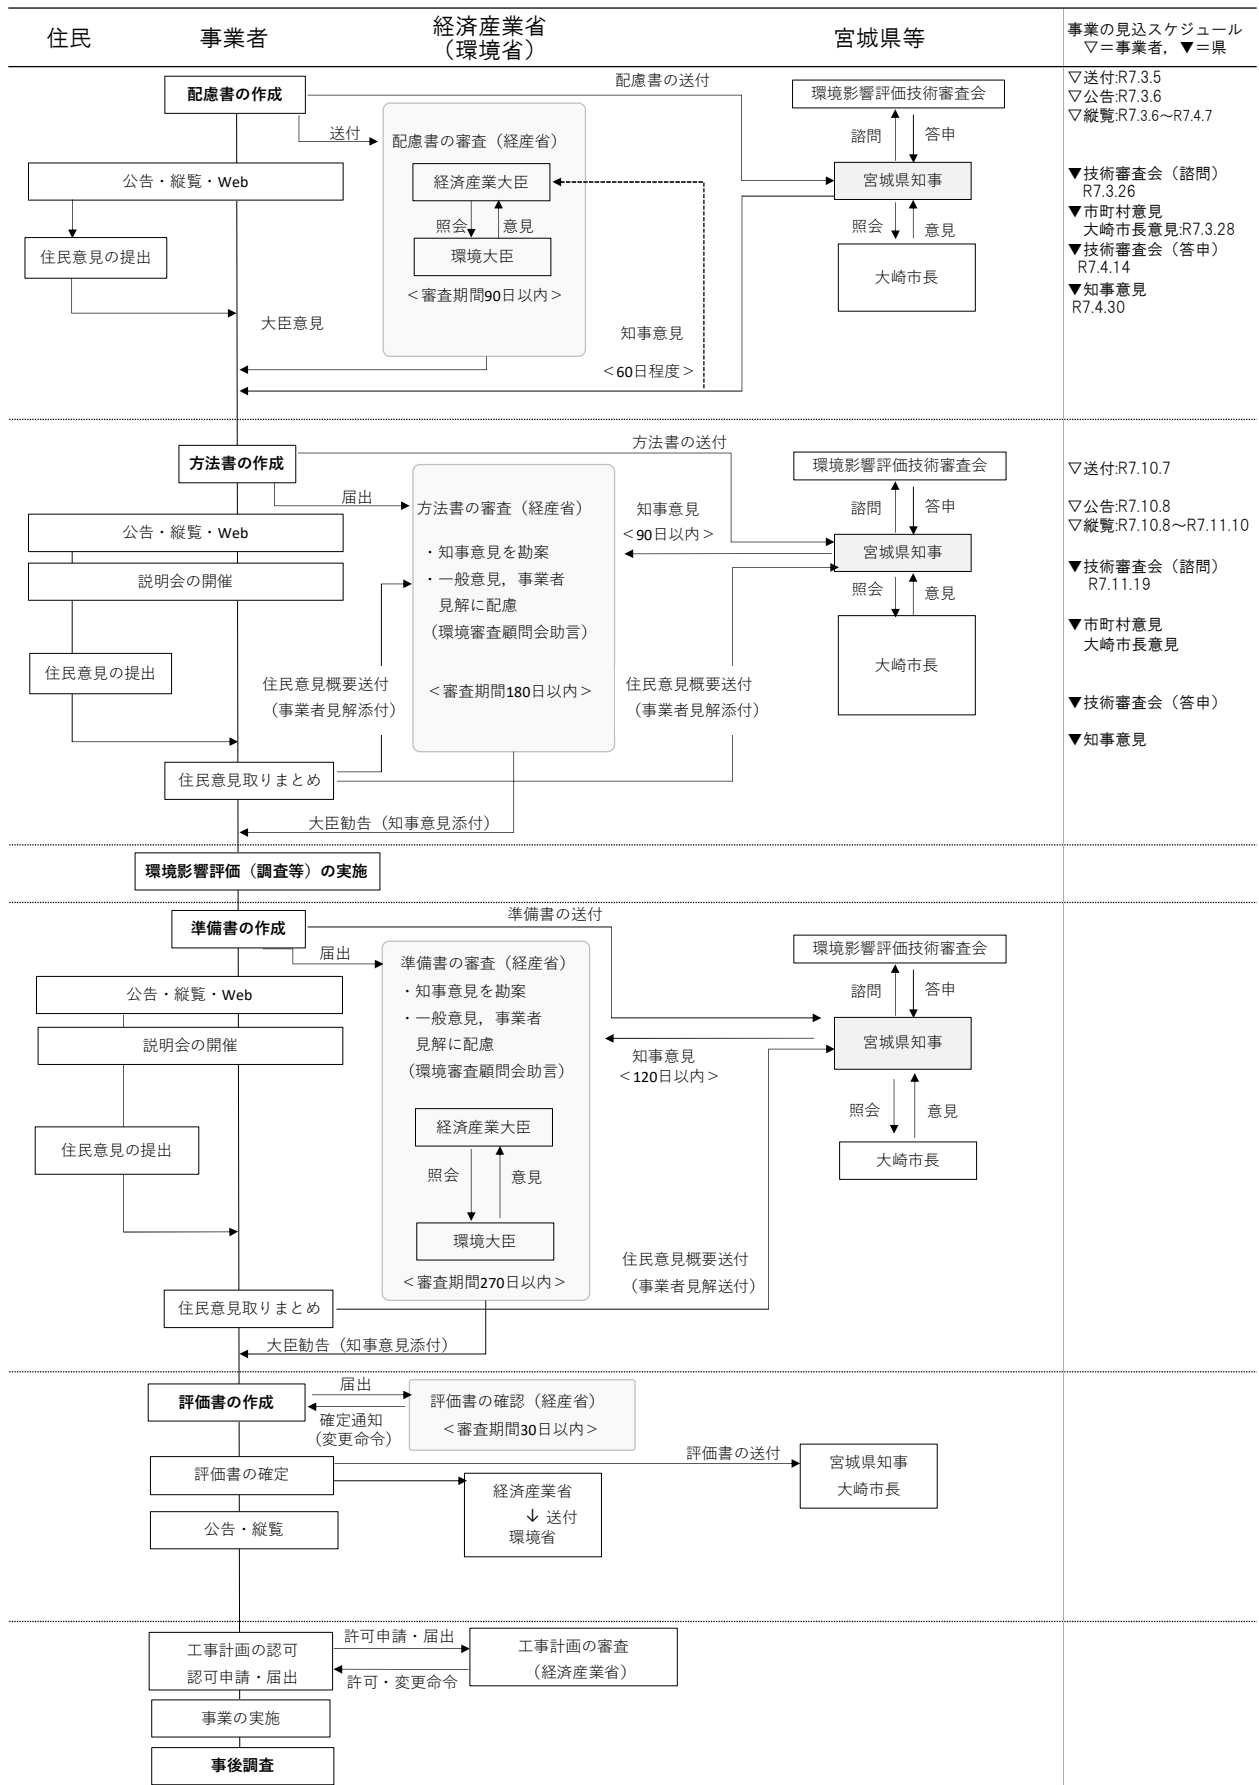 住民
事業者
経済産業省
（環境省）
宮城県等
事業の見込スケジュール
▽＝事業者，▼＝県
配慮書の作成
配慮書の送付
送付
公告・縦覧・Web
住民意見の提出
配慮書の審査（経産省）
経済産業大臣
照会
意見
環境大臣
＜審査期間90日以内＞
大臣意見
知事意見
＜60日程度＞
環境影響評価技術審査会
諮問
答申
宮城県知事
照会
意見
大崎市長
▽送付:R7.3.5
▽公告:R7.3.6
▽縦覧:R7.3.6～R7.4.7
▼技術審査会（諮問）
R7.3.26
▼市町村意見
大崎市長意見:R7.3.28
▼技術審査会（答申）
R7.4.14
▼知事意見
R7.4.30
方法書の作成
方法書の送付
届出
公告・縦覧・Web
説明会の開催
住民意見の提出
方法書の審査（経産省）
・知事意見を勘案
・一般意見，事業者
見解に配慮
（環境審査顧問会助言）
＜審査期間180日以内＞
知事意見
＜90日以内＞
住民意見概要送付
（事業者見解添付）
住民意見概要送付
（事業者見解添付）
住民意見取りまとめ
大臣勧告（知事意見添付）
環境影響評価技術審査会
諮問
答申
宮城県知事
照会
意見
大崎市長
▽送付:R7.10.7
▽公告:R7.10.8
▽縦覧:R7.10.8～R7.11.10
▼技術審査会（諮問）
R7.11.19
▼市町村意見
大崎市長意見
▼技術審査会（答申）
▼知事意見
環境影響評価（調査等）の実施
準備書の作成
準備書の送付
届出
公告・縦覧・Web
説明会の開催
住民意見の提出
準備書の審査（経産省）
・知事意見を勘案
・一般意見，事業者
見解に配慮
（環境審査顧問会助言）
経済産業大臣
照会
意見
環境大臣
＜審査期間270日以内＞
知事意見
＜120日以内＞
住民意見概要送付
（事業者見解送付）
住民意見取りまとめ
大臣勧告（知事意見添付）
環境影響評価技術審査会
諮問
答申
宮城県知事
照会
意見
大崎市長
評価書の作成
届出
確定通知
（変更命令）
評価書の確認（経産省）
＜審査期間30日以内＞
評価書の確定
評価書の送付
宮城県知事
大崎市長
経済産業省
↓ 送付
環境省
公告・縦覧
工事計画の認可
認可申請・届出
許可申請・届出
許可・変更命令
工事計画の審査
（経済産業省）
事業の実施
事後調査